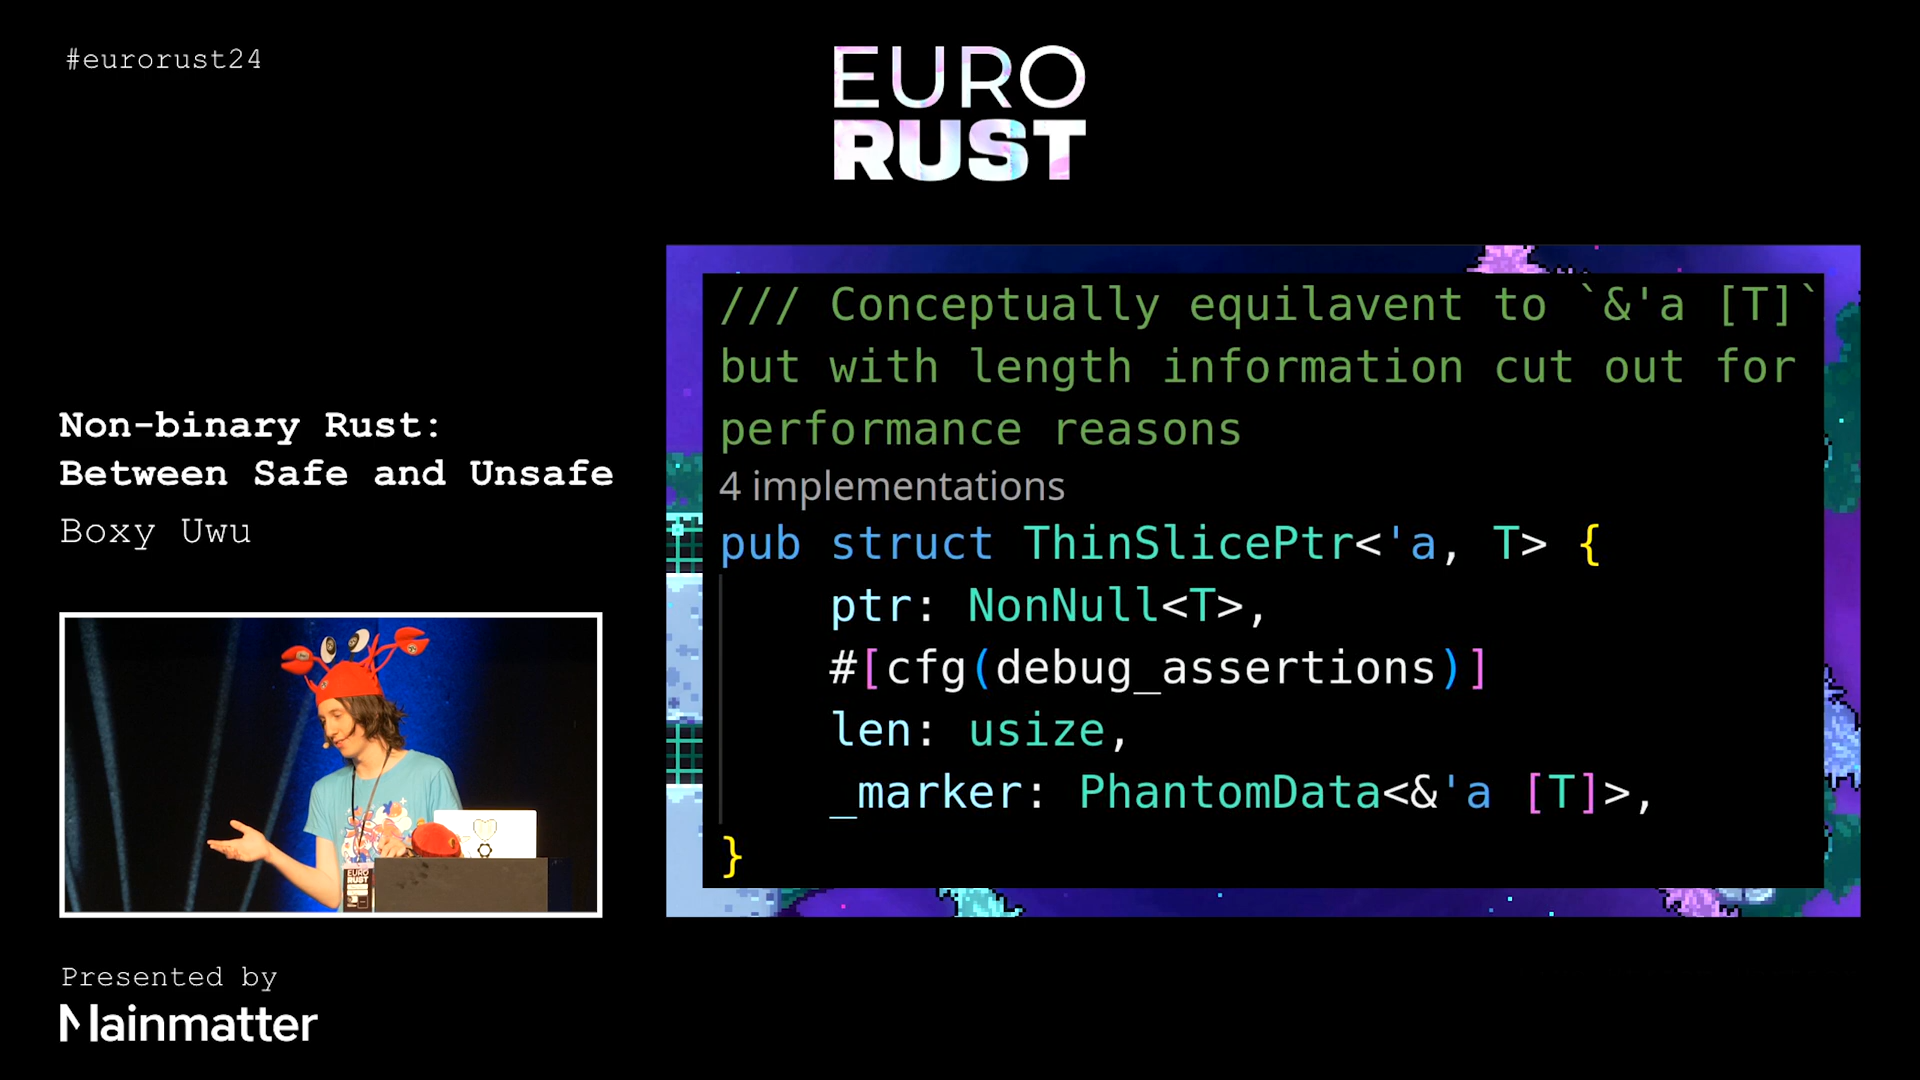 #eurorust24
EURO
RUST
Non-binary Rust:
Between Safe and Unsafe
Boxy Uwu
/// Conceptually equilavent to `&'a [T]`
but with length information cut out for
performance reasons
4 implementations
pub struct ThinSlicePtr<'a, T> {
ptr: NonNull<T>,
#[cfg(debug_assertions)]
len: usize,
_marker: PhantomData<&'a [T]>,
}
EURO
RUST
Presented by
Mainmatter